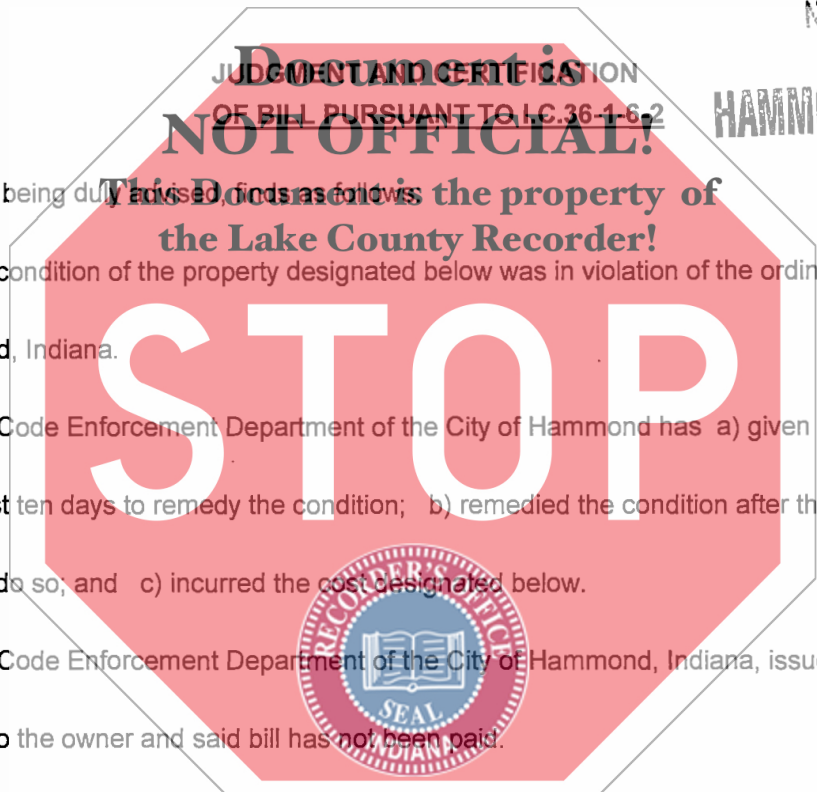 Document is
JUDGMENT AND CERTIFICATION
OF BILL PURSUANT TO I.C.36-1-6.2
NOT OFFICIAL!
HAMM
being duly advised, finds as follows:
This Document is the property of
the Lake County Recorder!
condition of the property designated below was in violation of the ordin
d, Indiana.
STOP
Code Enforcement Department of the City of Hammond has a) given
t ten days to remedy the condition; b) remedied the condition after th
do so; and c) incurred the cost designated below.
RECORDER'S OFFICE
Code Enforcement Department of the City of Hammond, Indiana, issu
SEAL
INDIANA
o the owner and said bill has not been paid.